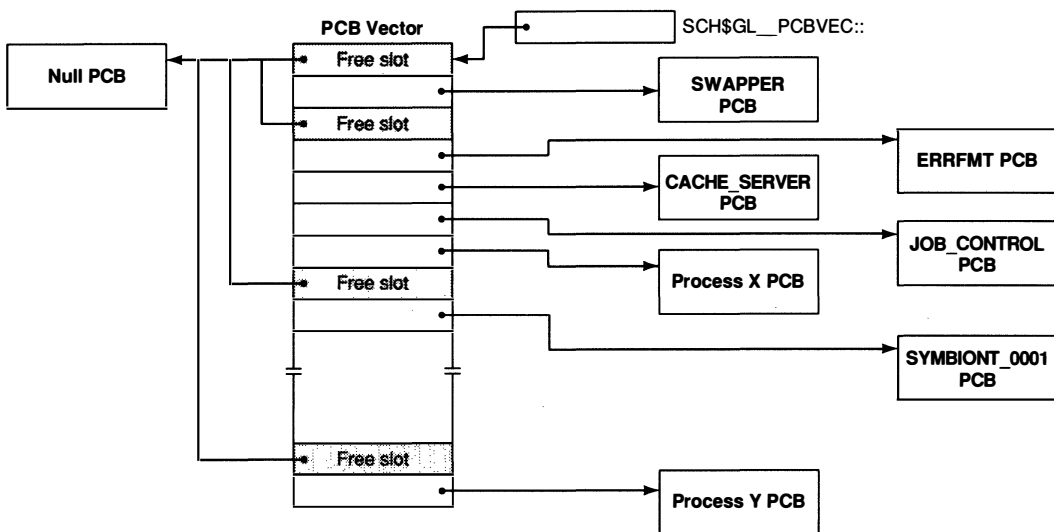 PCB Vector
SCH$GL__PCBVEC::
Free slot
Null PCB
SWAPPER
PCB
Free slot
ERRFMT PCB
CACHE_SERVER
PCB
JOB_CONTROL
PCB
Process X PCB
Free slot
SYMBIONT_0001
PCB
Free slot
Process Y PCB